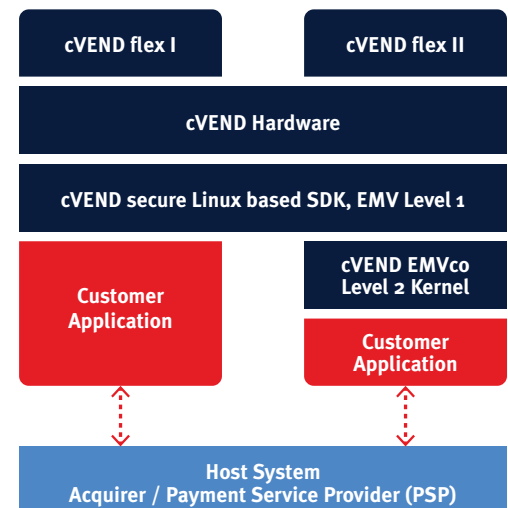 cVEND flex I
cVEND flex II
cVEND Hardware
cVEND secure Linux based SDK, EMV Level 1
Customer
Application
cVEND EMVco
Level 2 Kernel
Customer
Application
Host System
Acquirer / Payment Service Provider (PSP)